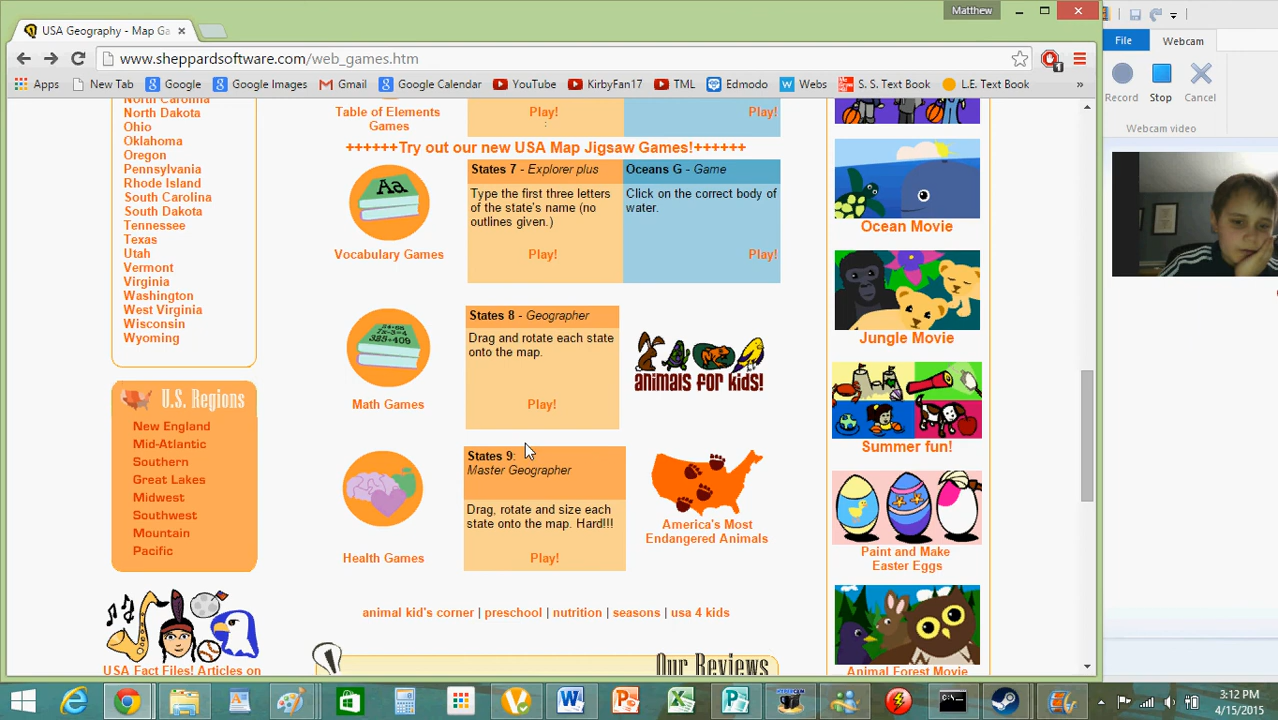 Matthew
USA Geography - Map Ga
www.sheppardsoftware.com/web_games.htm
1
Apps
New Tab
Google
Google Images
Gmail
Google Calendar
YouTube
KirbyFan17
TML
Edmodo
Webs
S. S. Text Book
L.E. Text Book
»
File
Webcam
Record
Stop
Cancel
Webcam video
North Carolina
North Dakota
Ohio
Oklahoma
Oregon
Pennsylvania
Rhode Island
South Carolina
South Dakota
Tennessee
Texas
Utah
Vermont
Virginia
Washington
West Virginia
Wisconsin
Wyoming
U.S. Regions
New England
Mid-Atlantic
Southern
Great Lakes
Midwest
Southwest
Mountain
Pacific
USA Fact Files! Articles on
Table of Elements
Games
Play!
:
Play!
++++++Try out our new USA Map Jigsaw Games!++++++
Aa
Vocabulary Games
States 7 - Explorer plus
Type the first three letters
of the state's name (no
outlines given.)
Play!
Oceans G - Game
Click on the correct body of
water.
Play!
Math Games
States 8 - Geographer
Drag and rotate each state
onto the map.
Play!
animals for kids!
Health Games
States 9:
Master Geographer
Drag, rotate and size each
state onto the map. Hard!!!
Play!
America's Most
Endangered Animals
animal kid's corner | preschool | nutrition | seasons | usa 4 kids
Our Reviews
Ocean Movie
Jungle Movie
Summer fun!
Paint and Make
Easter Eggs
Animal Forest Movie
3:12 PM
4/15/2015